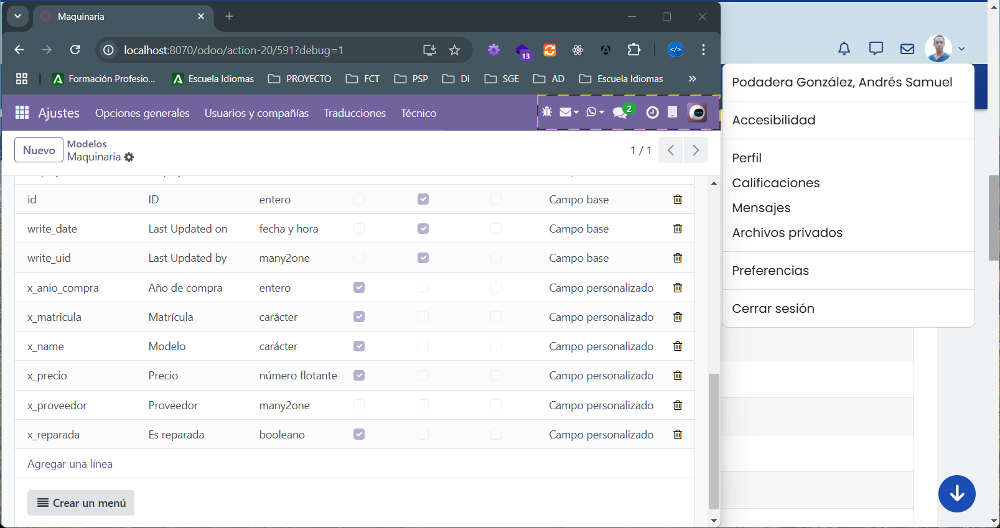 Maquinaria
localhost:8070/odoo/action-20/591?debug=1
13
Formación Profesio...
Escuela Idiomas
PROYECTO
FCT
PSP
DI
SGE
AD
Escuela Idiomas
Ajustes
Opciones generales
Usuarios y compañías
Traducciones
Técnico
2
Nuevo
Modelos
Maquinaria
1 / 1
id ID entero Campo base
write_date Last Updated on fecha y hora Campo base
write_uid Last Updated by many2one Campo base
x_anio_compra Año de compra entero Campo personalizado
x_matricula Matrícula carácter Campo personalizado
x_name Modelo carácter Campo personalizado
x_precio Precio número flotante Campo personalizado
x_proveedor Proveedor many2one Campo personalizado
x_reparada Es reparada booleano Campo personalizado
Agregar una línea
Crear un menú
Podadera González, Andrés Samuel
Accesibilidad
Perfil
Calificaciones
Mensajes
Archivos privados
Preferencias
Cerrar sesión